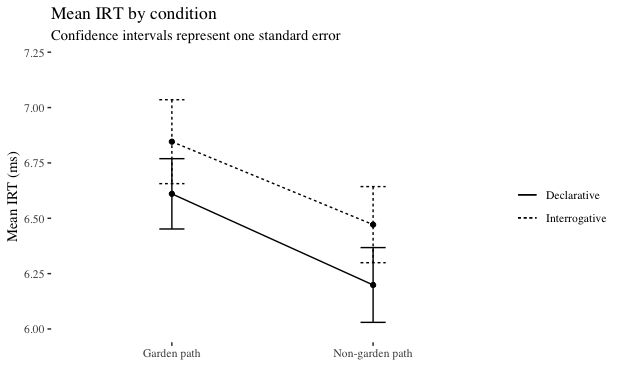 Mean IRT by condition
Confidence intervals represent one standard error
7.25
7.00
6.75
6.50
6.25
6.00
Mean IRT (ms)
Garden path
Non-garden path
Declarative
Interrogative